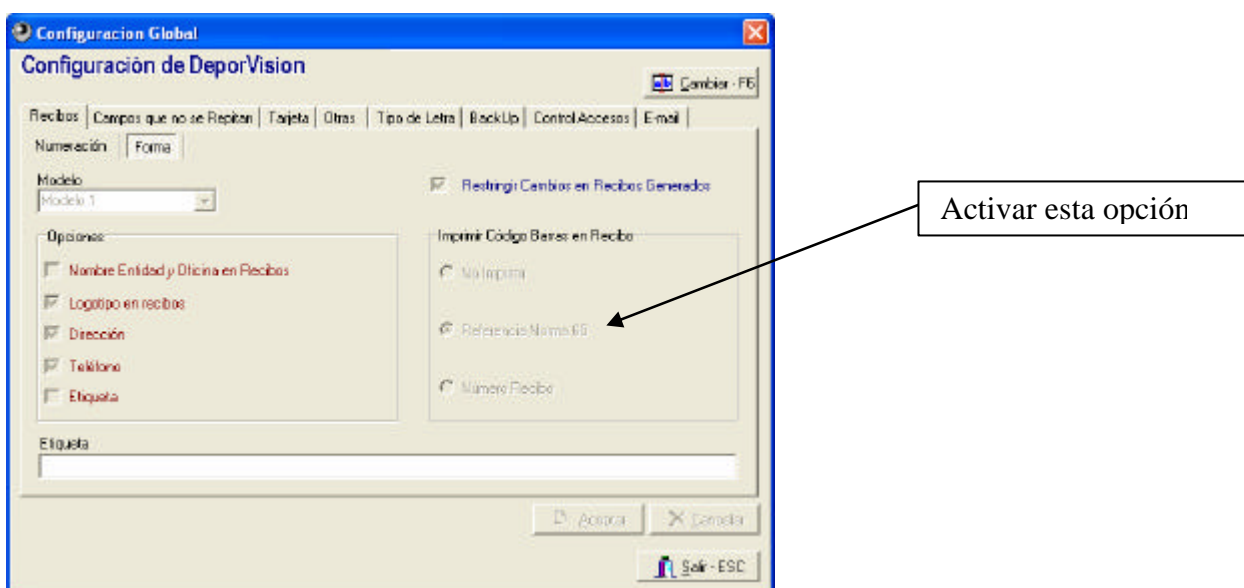 Configuracion Global
Configuración de DeporVision
Cambiar - F6
Recibos Campos que no se Repitan Tarjeta Otras Tipo de Letra BackUp Control Accesos E-mail
Numeración Forma
Modelo
Modelo 1
Restringir Cambios en Recibos Generados
Activar esta opción
Opciones
Imprimir Código Barras en Recibo
Nombre Entidad y Oficina en Recibos
No Imprimir
Logotipo en recibos
Dirección
Referencia Norma 65
Teléfono
Número Recibo
Etiqueta
Etiqueta
Aceptar Cancelar
Salir - ESC